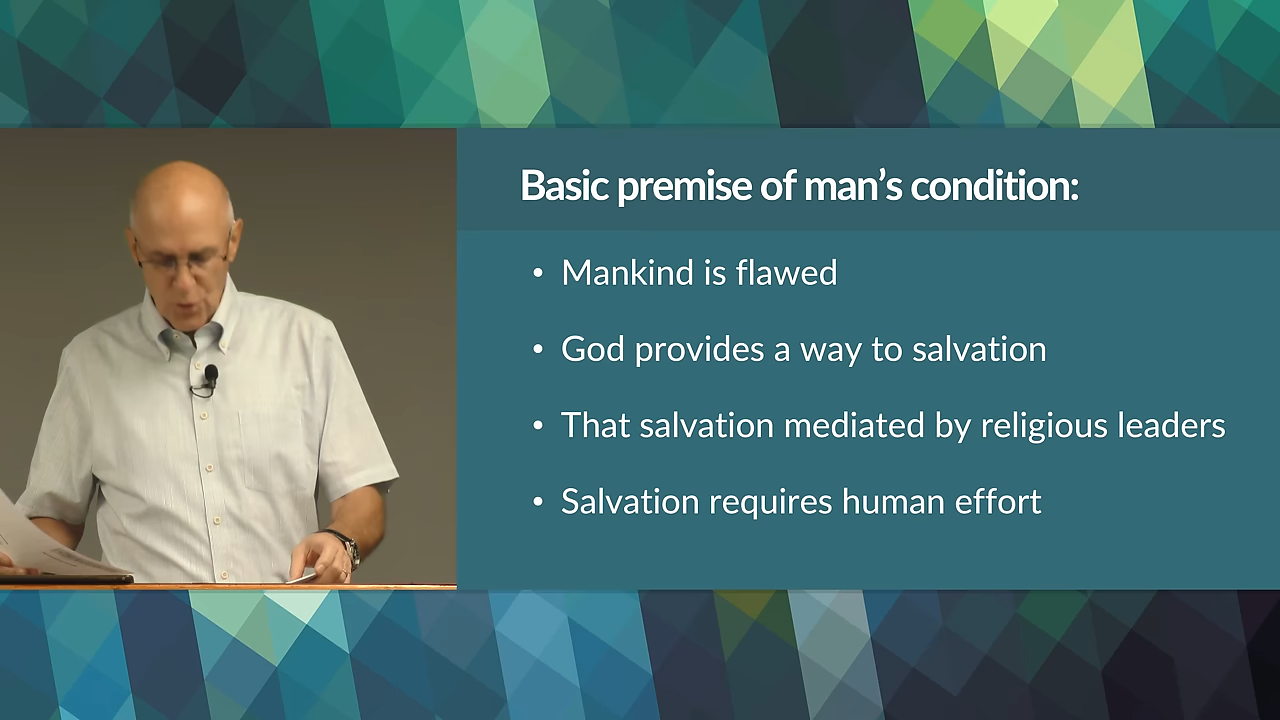 Basic premise of man’s condition:
• Mankind is flawed
• God provides a way to salvation
• That salvation mediated by religious leaders
• Salvation requires human effort